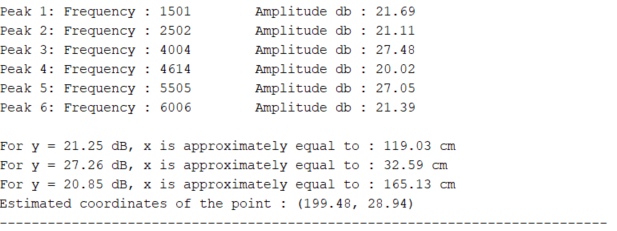 Peak 1: Frequency : 1501 Amplitude db : 21.69
Peak 2: Frequency : 2502 Amplitude db : 21.11
Peak 3: Frequency : 4004 Amplitude db : 27.48
Peak 4: Frequency : 4614 Amplitude db : 20.02
Peak 5: Frequency : 5505 Amplitude db : 27.05
Peak 6: Frequency : 6006 Amplitude db : 21.39
For y = 21.25 dB, x is approximately equal to : 119.03 cm
For y = 27.26 dB, x is approximately equal to : 32.59 cm
For y = 20.85 dB, x is approximately equal to : 165.13 cm
Estimated coordinates of the point : (199.48, 28.94)
--------------------------------------------------------------------------------